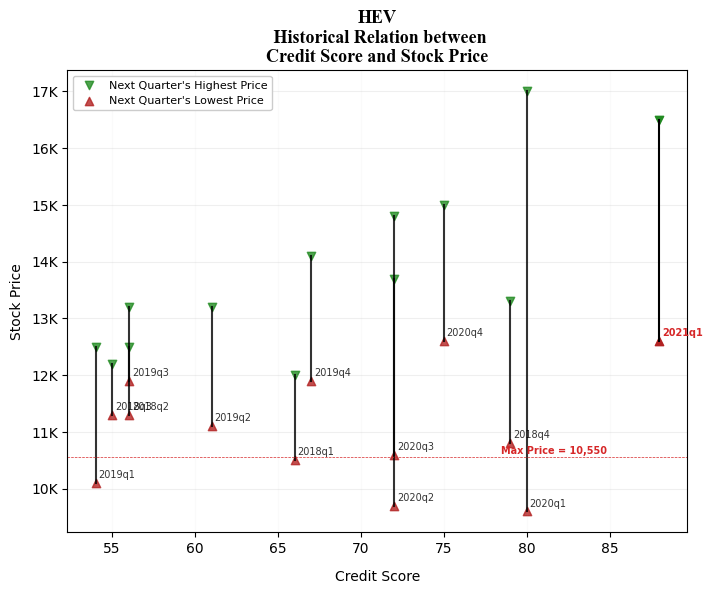 HEV
Historical Relation between
Credit Score and Stock Price
Next Quarter's Highest Price
Next Quarter's Lowest Price
17K
16K
15K
14K
13K
12K
11K
10K
Stock Price
2021q1
2020q4
2019q3
2019q4
2018q3
2018q2
2019q2
2018q4
2020q3
Max Price = 10,550
2018q1
2019q1
2020q2
2020q1
55
60
65
70
75
80
85
Credit Score